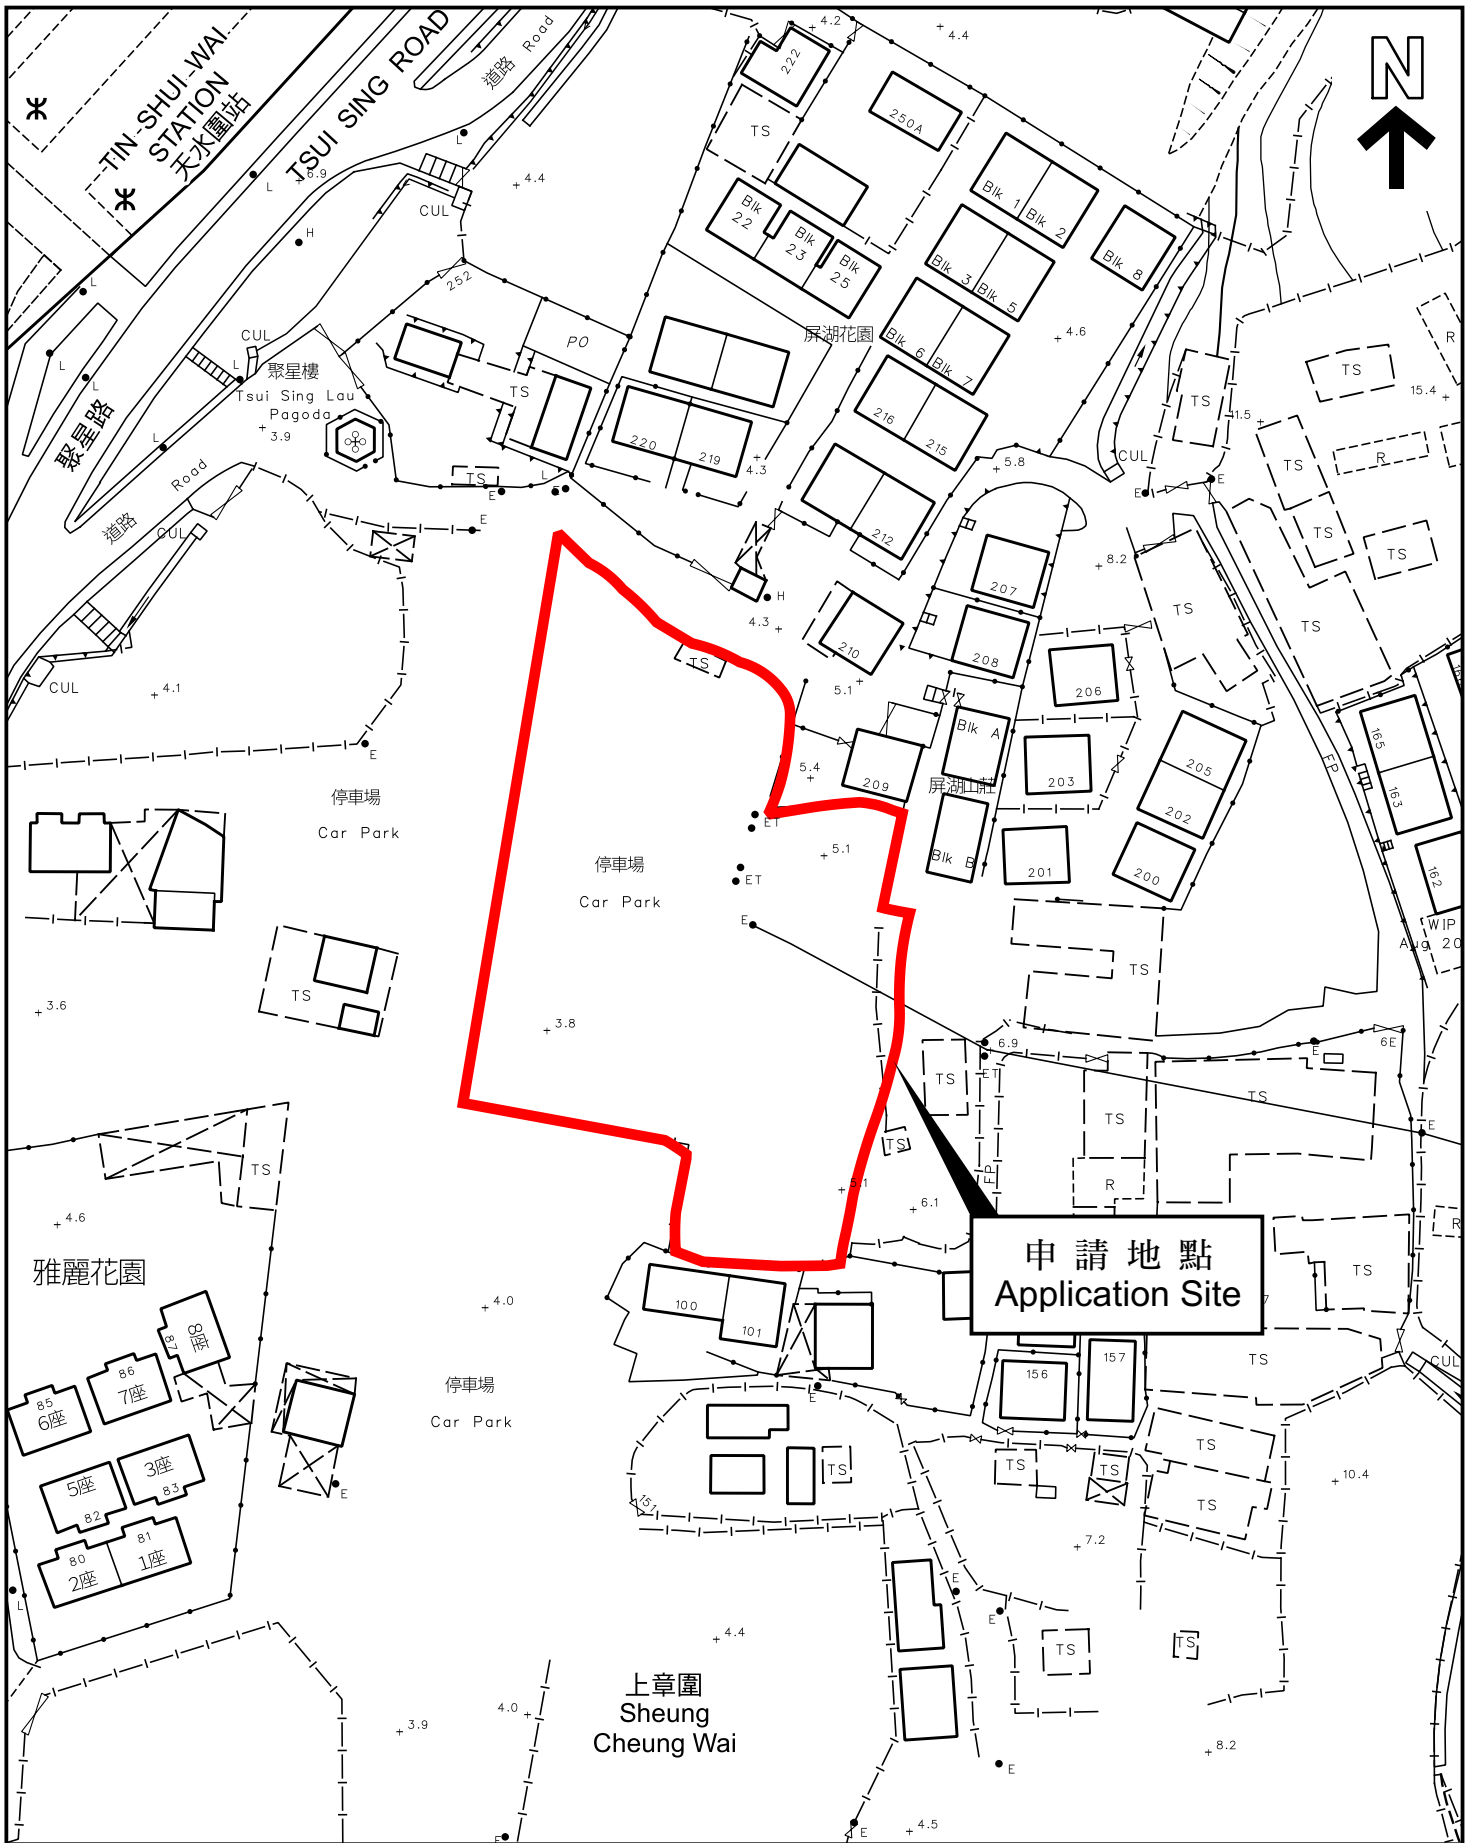 TIN SHUI WAI
STATION
天水圍站
TSUI SING ROAD
道路 Road
N
聚星路
聚星樓
Tsui Sing Lau
Pagoda
3.9
6.9
4.4
4.2
4.4
222
TS
250A
Blk 1
Blk 2
Blk 22
Blk 23
Blk 25
Blk 3
Blk 5
Blk 8
Blk 6
Blk 7
屏湖花園
4.6
252
PO
TS
CUL
CUL
CUL
CUL
CUL
220
219
4.3
216
215
212
5.8
TS
15.4
R
TS
R
TS
TS
TS
TS
道路 Road
TS
207
208
210
8.2
TS
4.3
H
5.1
206
4.1
TS
屏湖山莊
Blk A
Blk B
209
203
205
202
201
200
5.4
FP
165
163
162
WIP
停車場
Car Park
停車場
Car Park
ET
ET
5.1
E
TS
3.6
TS
3.8
6.9
ET
TS
TS
TS
TS
R
FP
5.1
6.1
TS
4.6
雅麗花園
申請地點
Application Site
TS
TS
4.0
100
101
停車場
Car Park
8座
87
86
7座
85
6座
5座
82
3座
83
81
1座
80
2座
156
157
CUL
151
TS
TS
TS
TS
TS
10.4
7.2
4.4
TS
TS
上章圍
Sheung
Cheung Wai
4.0
3.9
8.2
4.5